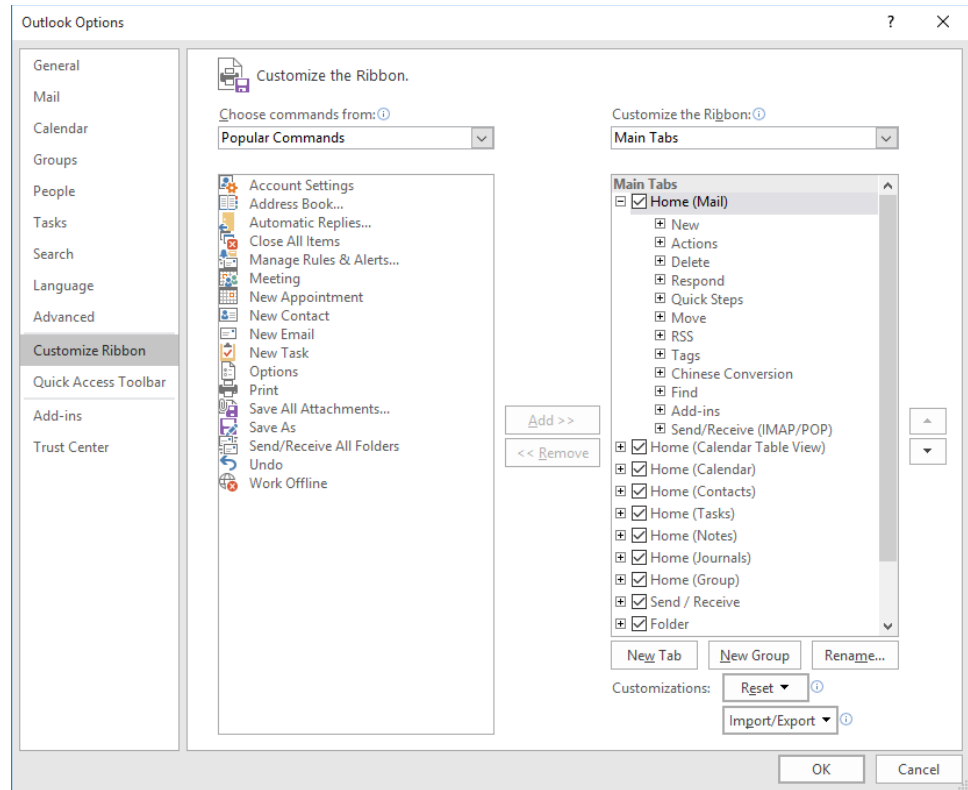 Outlook Options
?
General
Mail
Calendar
Groups
People
Tasks
Search
Language
Advanced
Customize Ribbon
Quick Access Toolbar
Add-ins
Trust Center
Customize the Ribbon.
Choose commands from:
Popular Commands
Account Settings
Address Book...
Automatic Replies...
Close All Items
Manage Rules & Alerts...
Meeting
New Appointment
New Contact
New Email
New Task
Options
Print
Save All Attachments...
Save As
Send/Receive All Folders
Undo
Work Offline
Add >>
<< Remove
Customize the Ribbon:
Main Tabs
Main Tabs
Home (Mail)
New
Actions
Delete
Respond
Quick Steps
Move
RSS
Tags
Chinese Conversion
Find
Add-ins
Send/Receive (IMAP/POP)
Home (Calendar Table View)
Home (Calendar)
Home (Contacts)
Home (Tasks)
Home (Notes)
Home (Journals)
Home (Group)
Send / Receive
Folder
New Tab New Group Rename...
Customizations: Reset
Import/Export
OK Cancel